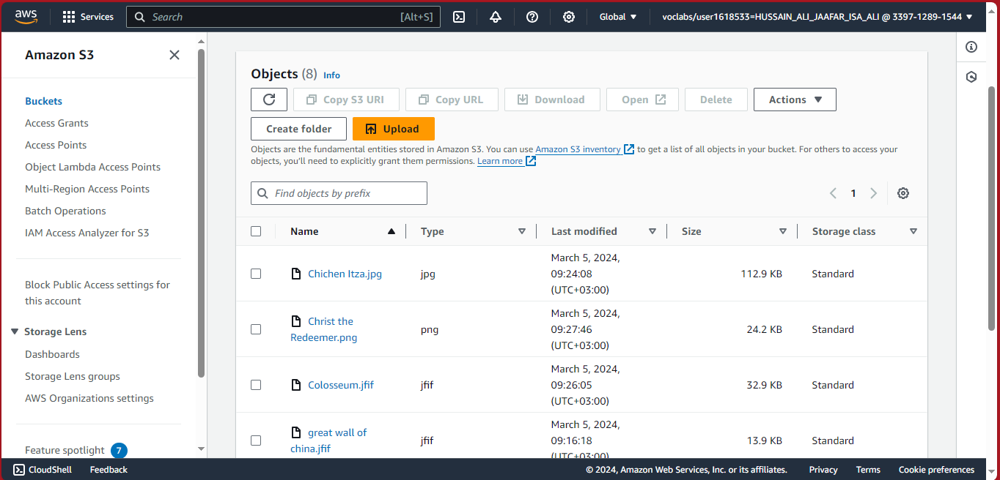 aws
Services
Search [Alt+S]
Global
voclabs/user1618533=HUSSAIN_ALI_JAAFAR_ISA_ALI @ 3397-1289-1544
Amazon S3
Buckets
Access Grants
Access Points
Object Lambda Access Points
Multi-Region Access Points
Batch Operations
IAM Access Analyzer for S3
Block Public Access settings for
this account
Storage Lens
Dashboards
Storage Lens groups
AWS Organizations settings
Feature spotlight 7
Objects (8) Info
Copy S3 URI
Copy URL
Download
Open
Delete
Actions
Create folder
Upload
Objects are the fundamental entities stored in Amazon S3. You can use Amazon S3 inventory to get a list of all objects in your bucket. For others to access your
objects, you'll need to explicitly grant them permissions. Learn more
Find objects by prefix
1
Name Type Last modified Size Storage class
Chichen Itza.jpg jpg March 5, 2024,
09:24:08
(UTC+03:00) 112.9 KB Standard
Christ the
Redeemer.png png March 5, 2024,
09:27:46
(UTC+03:00) 24.2 KB Standard
Colosseum.jfif jfif March 5, 2024,
09:26:05
(UTC+03:00) 32.9 KB Standard
great wall of
china.jfif jfif March 5, 2024,
09:16:18
(UTC+03:00) 13.9 KB Standard
CloudShell
Feedback
© 2024, Amazon Web Services, Inc. or its affiliates.
Privacy
Terms
Cookie preferences